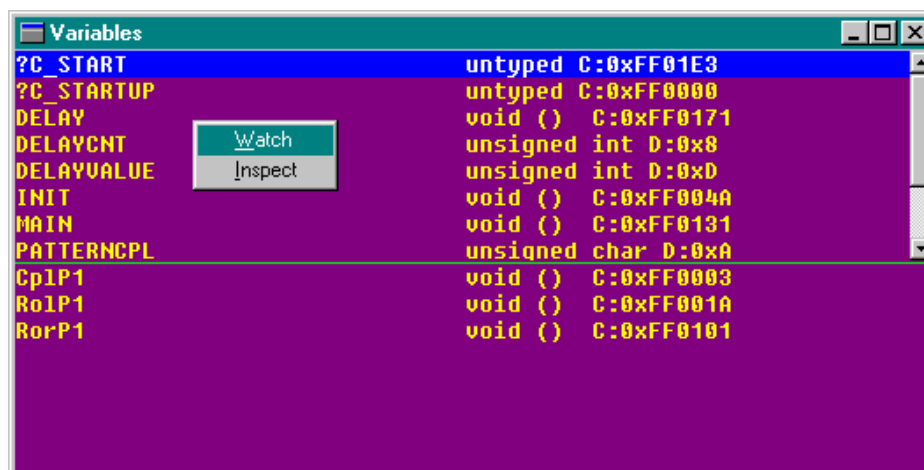 Variables
?C_START untyped C:0xFF01E3
?C_STARTUP untyped C:0xFF0000
DELAY void () C:0xFF0171
DELAYCNT unsigned int D:0x8
DELAYVALUE unsigned int D:0xD
INIT void () C:0xFF004A
MAIN void () C:0xFF0131
PATTERNCPL unsigned char D:0xA
Watch
Inspect
CplP1 void () C:0xFF0003
RolP1 void () C:0xFF001A
RorP1 void () C:0xFF0101